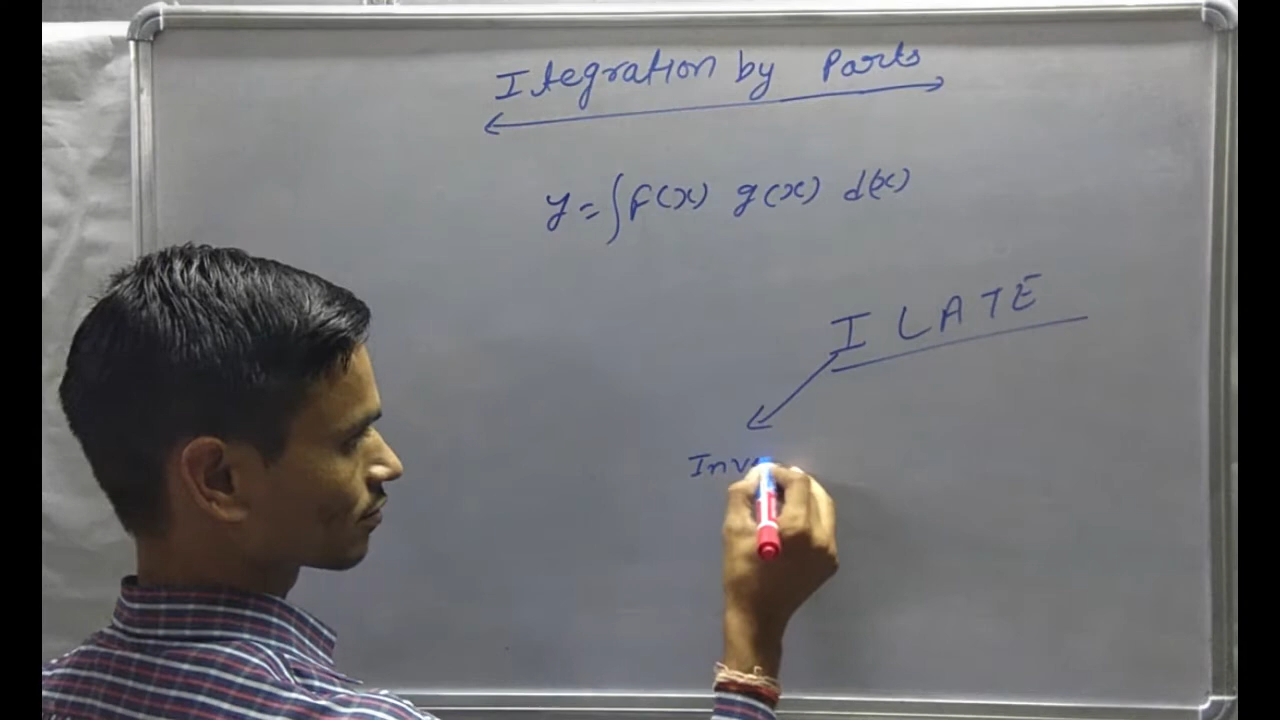 Itegration by Parts
y = ∫ F(x) g(x) d(x)
I LATE
Inv